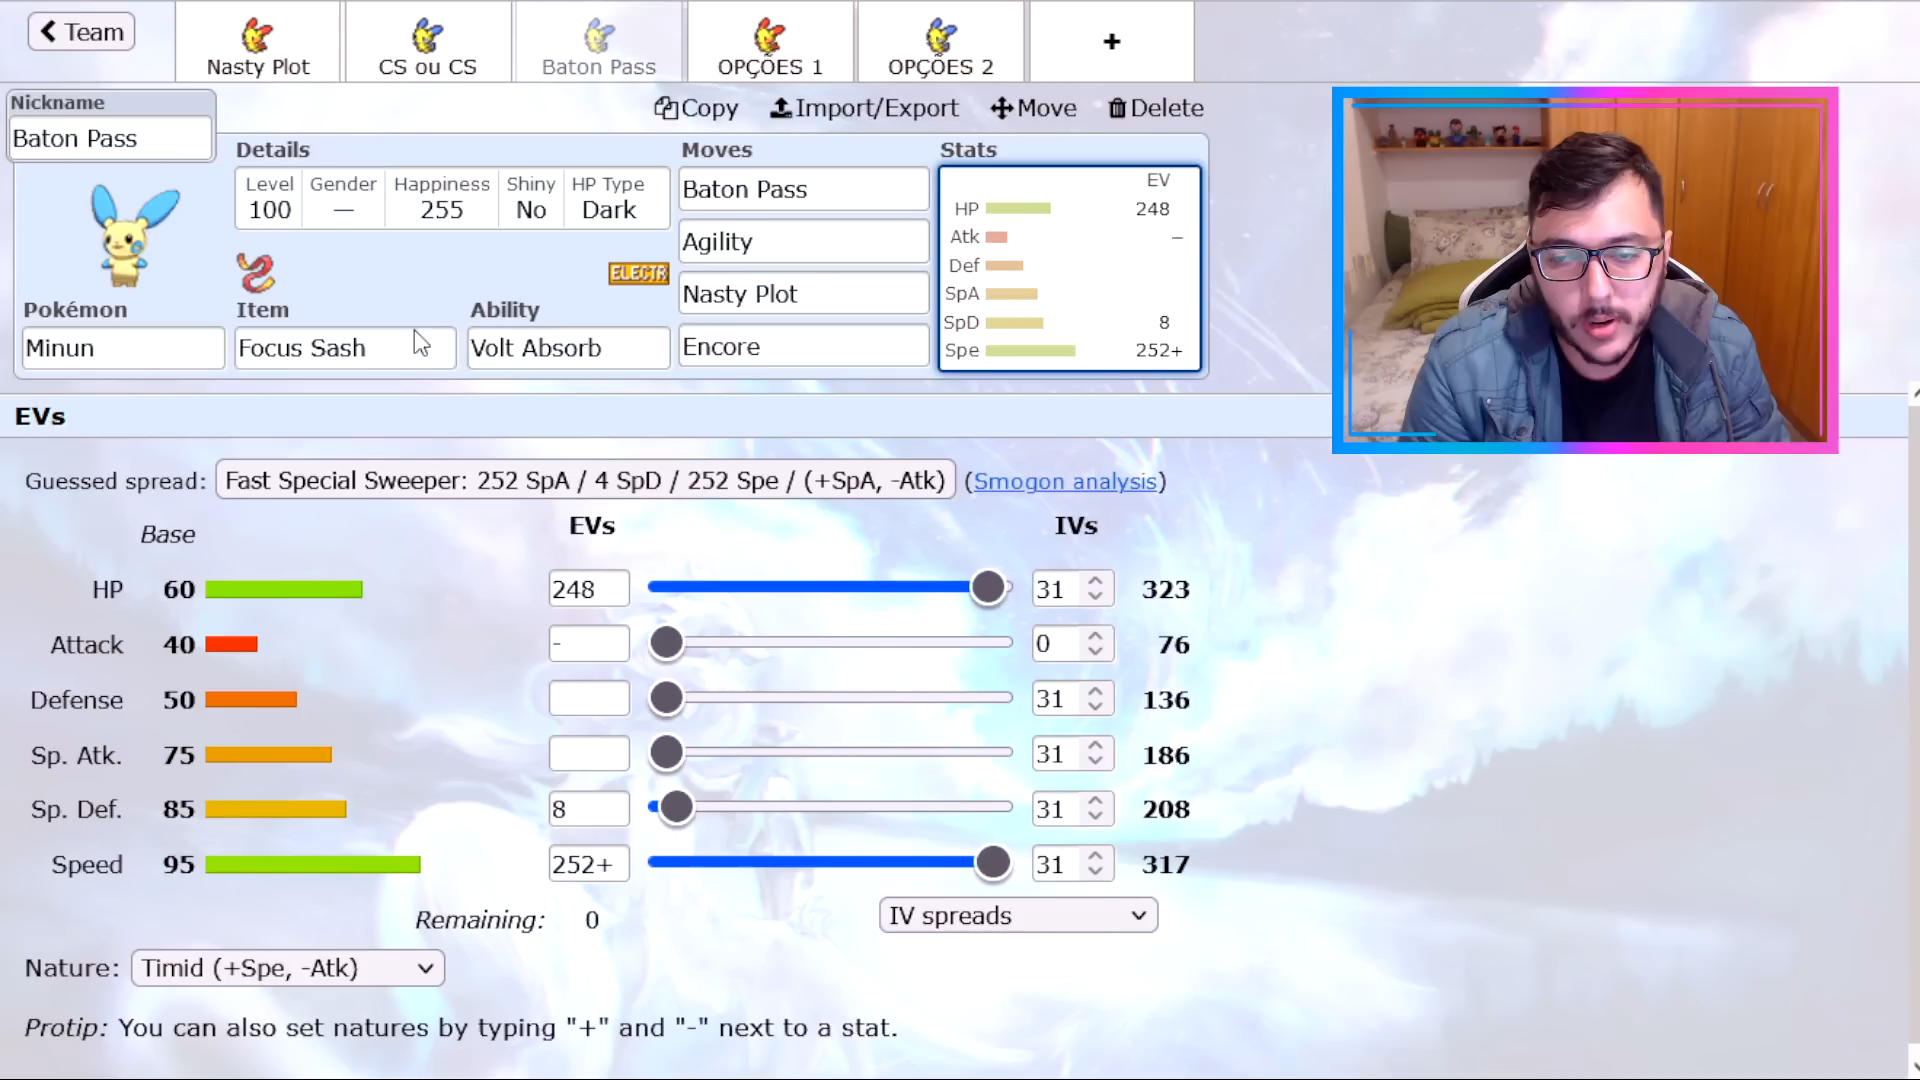 Team
Nasty Plot
CS ou CS
Baton Pass
OPÇÕES 1
OPÇÕES 2
+
Nickname
Baton Pass
Copy
Import/Export
Move
Delete
Details
Level
100
Gender
—
Happiness
255
Shiny
No
HP Type
Dark
ELECTR
Pokémon
Minun
Item
Focus Sash
Ability
Volt Absorb
Moves
Baton Pass
Agility
Nasty Plot
Encore
Stats
EV
HP 248
Atk –
Def
SpA
SpD 8
Spe 252+
EVs
Guessed spread: Fast Special Sweeper: 252 SpA / 4 SpD / 252 Spe / (+SpA, -Atk) (Smogon analysis)
Base EVs IVs
HP 60 248 31 323
Attack 40 - 0 76
Defense 50 31 136
Sp. Atk. 75 31 186
Sp. Def. 85 8 31 208
Speed 95 252+ 31 317
Remaining: 0
IV spreads
Nature: Timid (+Spe, -Atk)
Protip: You can also set natures by typing "+" and "-" next to a stat.